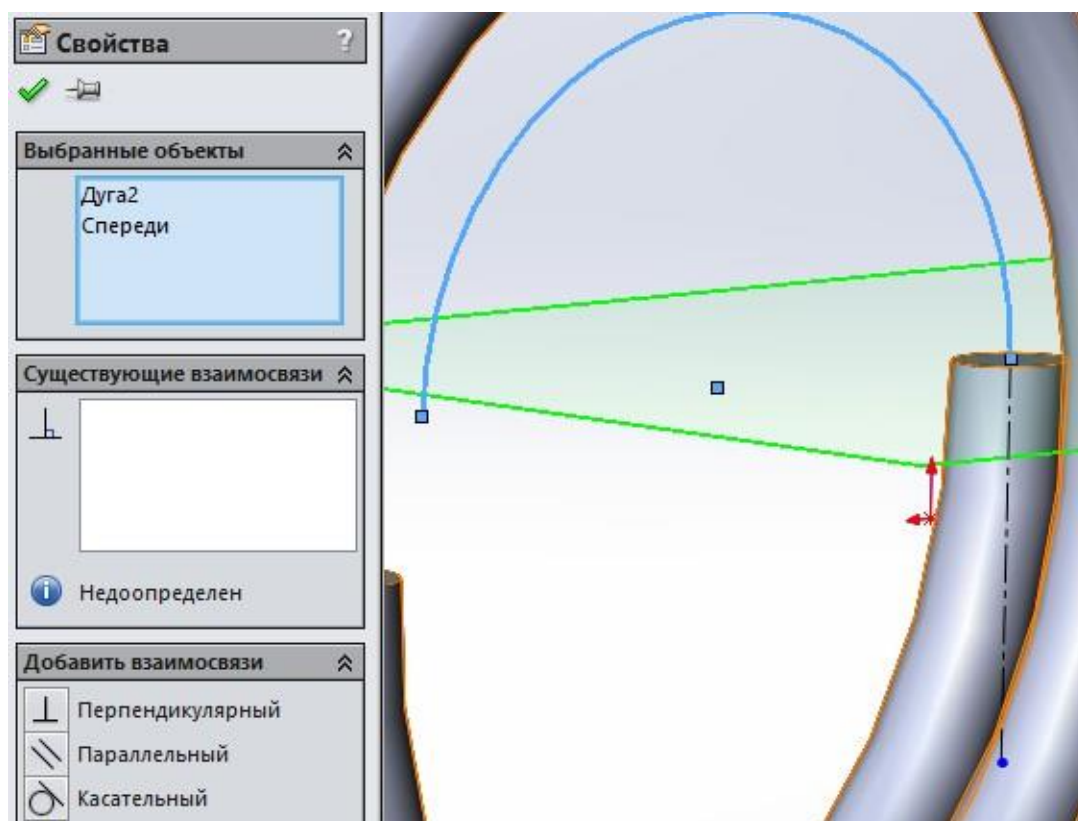 Свойства ?
Выбранные объекты
Дуга2
Спереди
Существующие взаимосвязи
Недоопределен
Добавить взаимосвязи
Перпендикулярный
Параллельный
Касательный